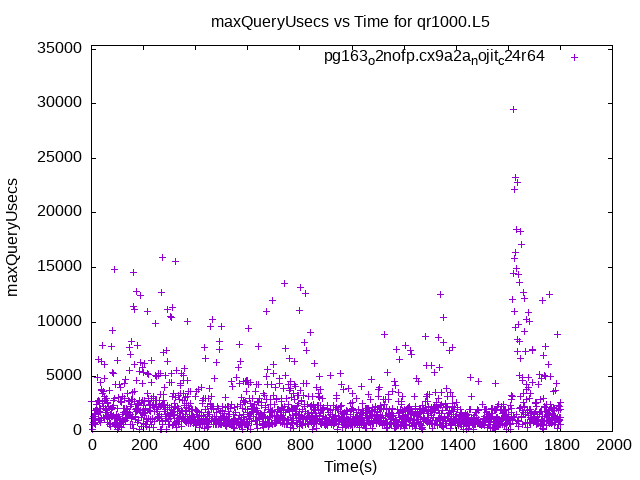 maxQueryUsecs vs Time for qr1000.L5
pg163o2nofp.cx9a2anojitc24r64
35000
30000
25000
20000
15000
10000
5000
0
maxQueryUsecs
0 200 400 600 800 1000 1200 1400 1600 1800 2000
Time(s)